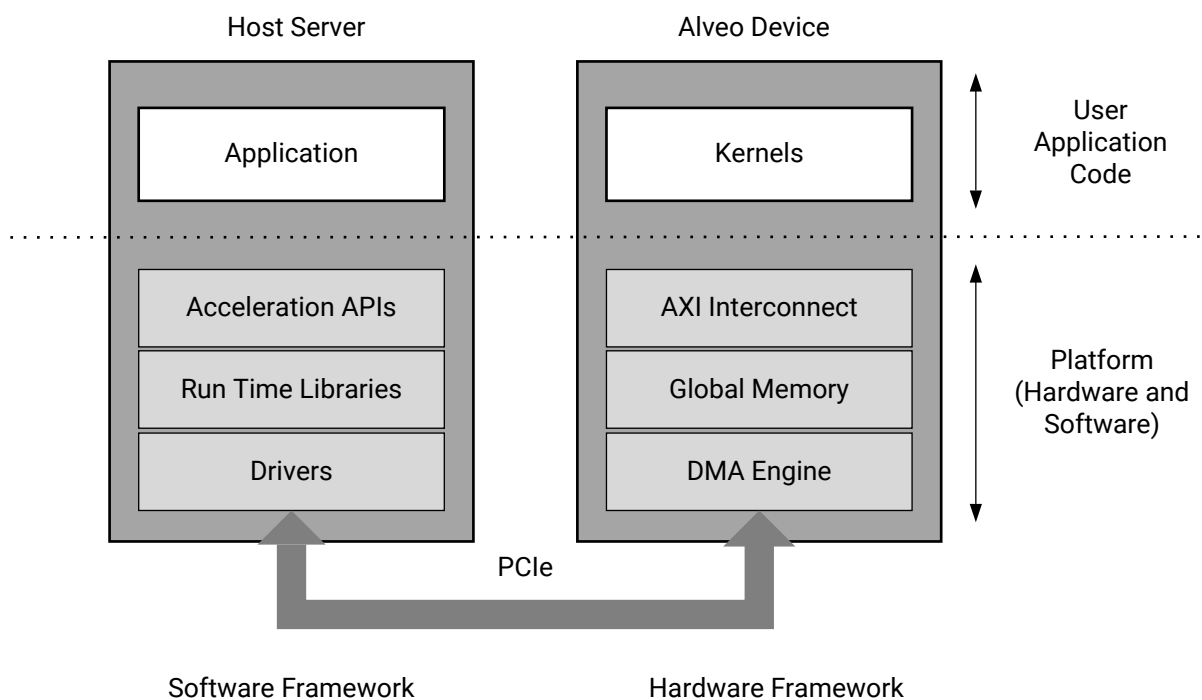 Host Server
Alveo Device
Application
Kernels
User
Application
Code
Acceleration APIs
AXI Interconnect
Run Time Libraries
Global Memory
Platform
(Hardware and
Software)
Drivers
DMA Engine
PCIe
Software Framework
Hardware Framework